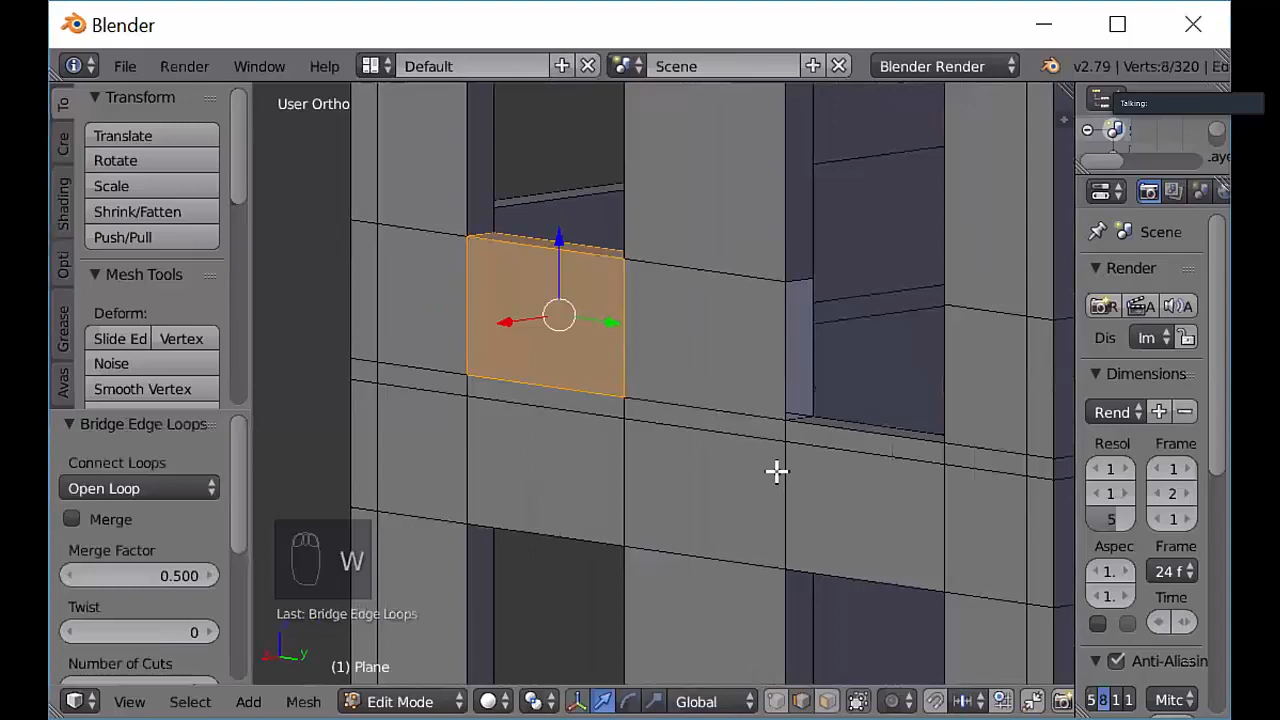 Blender
File Render Window Help Default Scene Blender Render v2.79 | Verts:8/320 | Ed
Talking:
To
Cre
Shading
Opti
Grease
Avas
Transform
Translate
Rotate
Scale
Shrink/Fatten
Push/Pull
Mesh Tools
Deform:
Slide Ed Vertex
Noise
Smooth Vertex
Bridge Edge Loops
Connect Loops
Open Loop
Merge
Merge Factor
0.500
Twist
0
Number of Cuts
User Ortho
W
Last: Bridge Edge Loops
x y
(1) Plane
View Select Add Mesh Edit Mode Global
Scene
Render
R A A
Dis Im
Dimensions
Rend
Resol Frame
1 1
1 2
5 1
Aspec Frame
1. 24 f
1. Time
Anti-Aliasin
5 8 1 1 Mitc